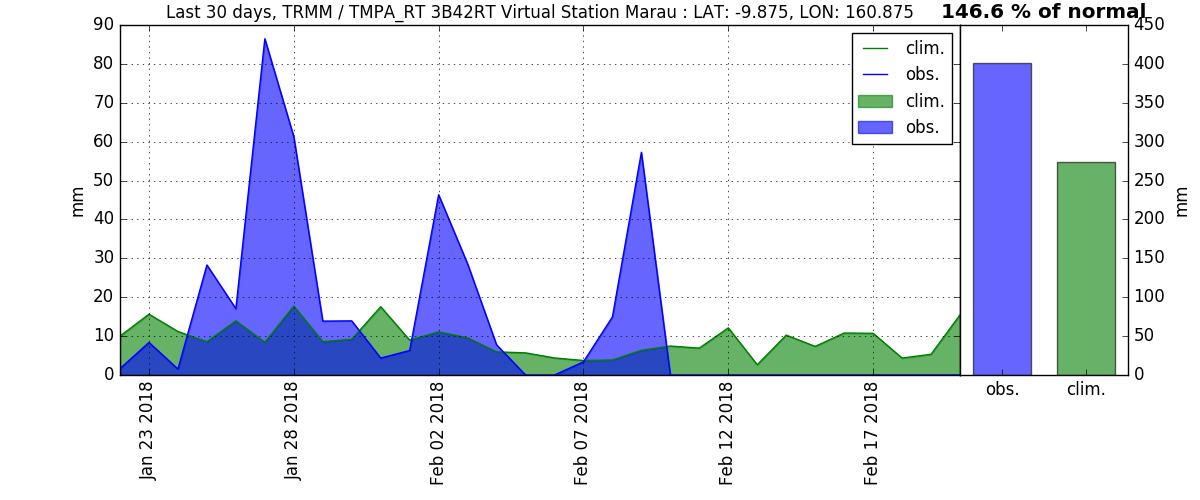 Last 30 days, TRMM / TMPA_RT 3B42RT Virtual Station Marau : LAT: -9.875, LON: 160.875
146.6 % of normal
90
80
70
60
50
40
30
20
10
0
mm
clim.
obs.
clim.
obs.
Jan 23 2018
Jan 28 2018
Feb 02 2018
Feb 07 2018
Feb 12 2018
Feb 17 2018
450
400
350
300
250
200
150
100
50
0
mm
obs.
clim.